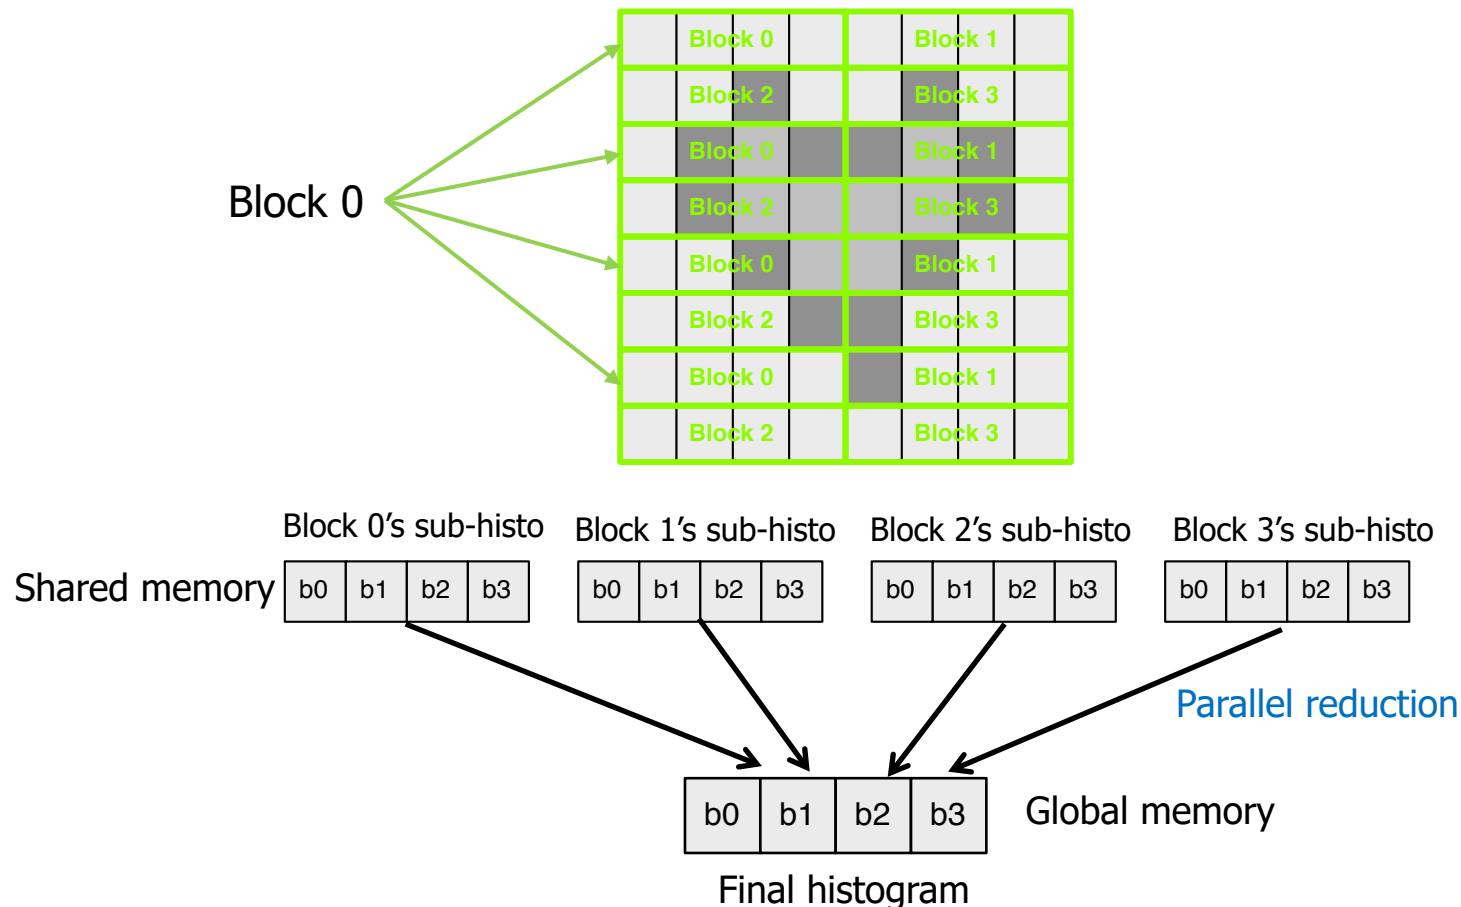 Block 0 Block 1
Block 2 Block 3
Block 0 Block 1
Block 0
Block 2 Block 3
Block 0 Block 1
Block 2 Block 3
Block 0 Block 1
Block 2 Block 3
Block 0’s sub-histo Block 1’s sub-histo Block 2’s sub-histo Block 3’s sub-histo
Shared memory b0 b1 b2 b3 b0 b1 b2 b3 b0 b1 b2 b3 b0 b1 b2 b3
Parallel reduction
b0 b1 b2 b3 Global memory
Final histogram